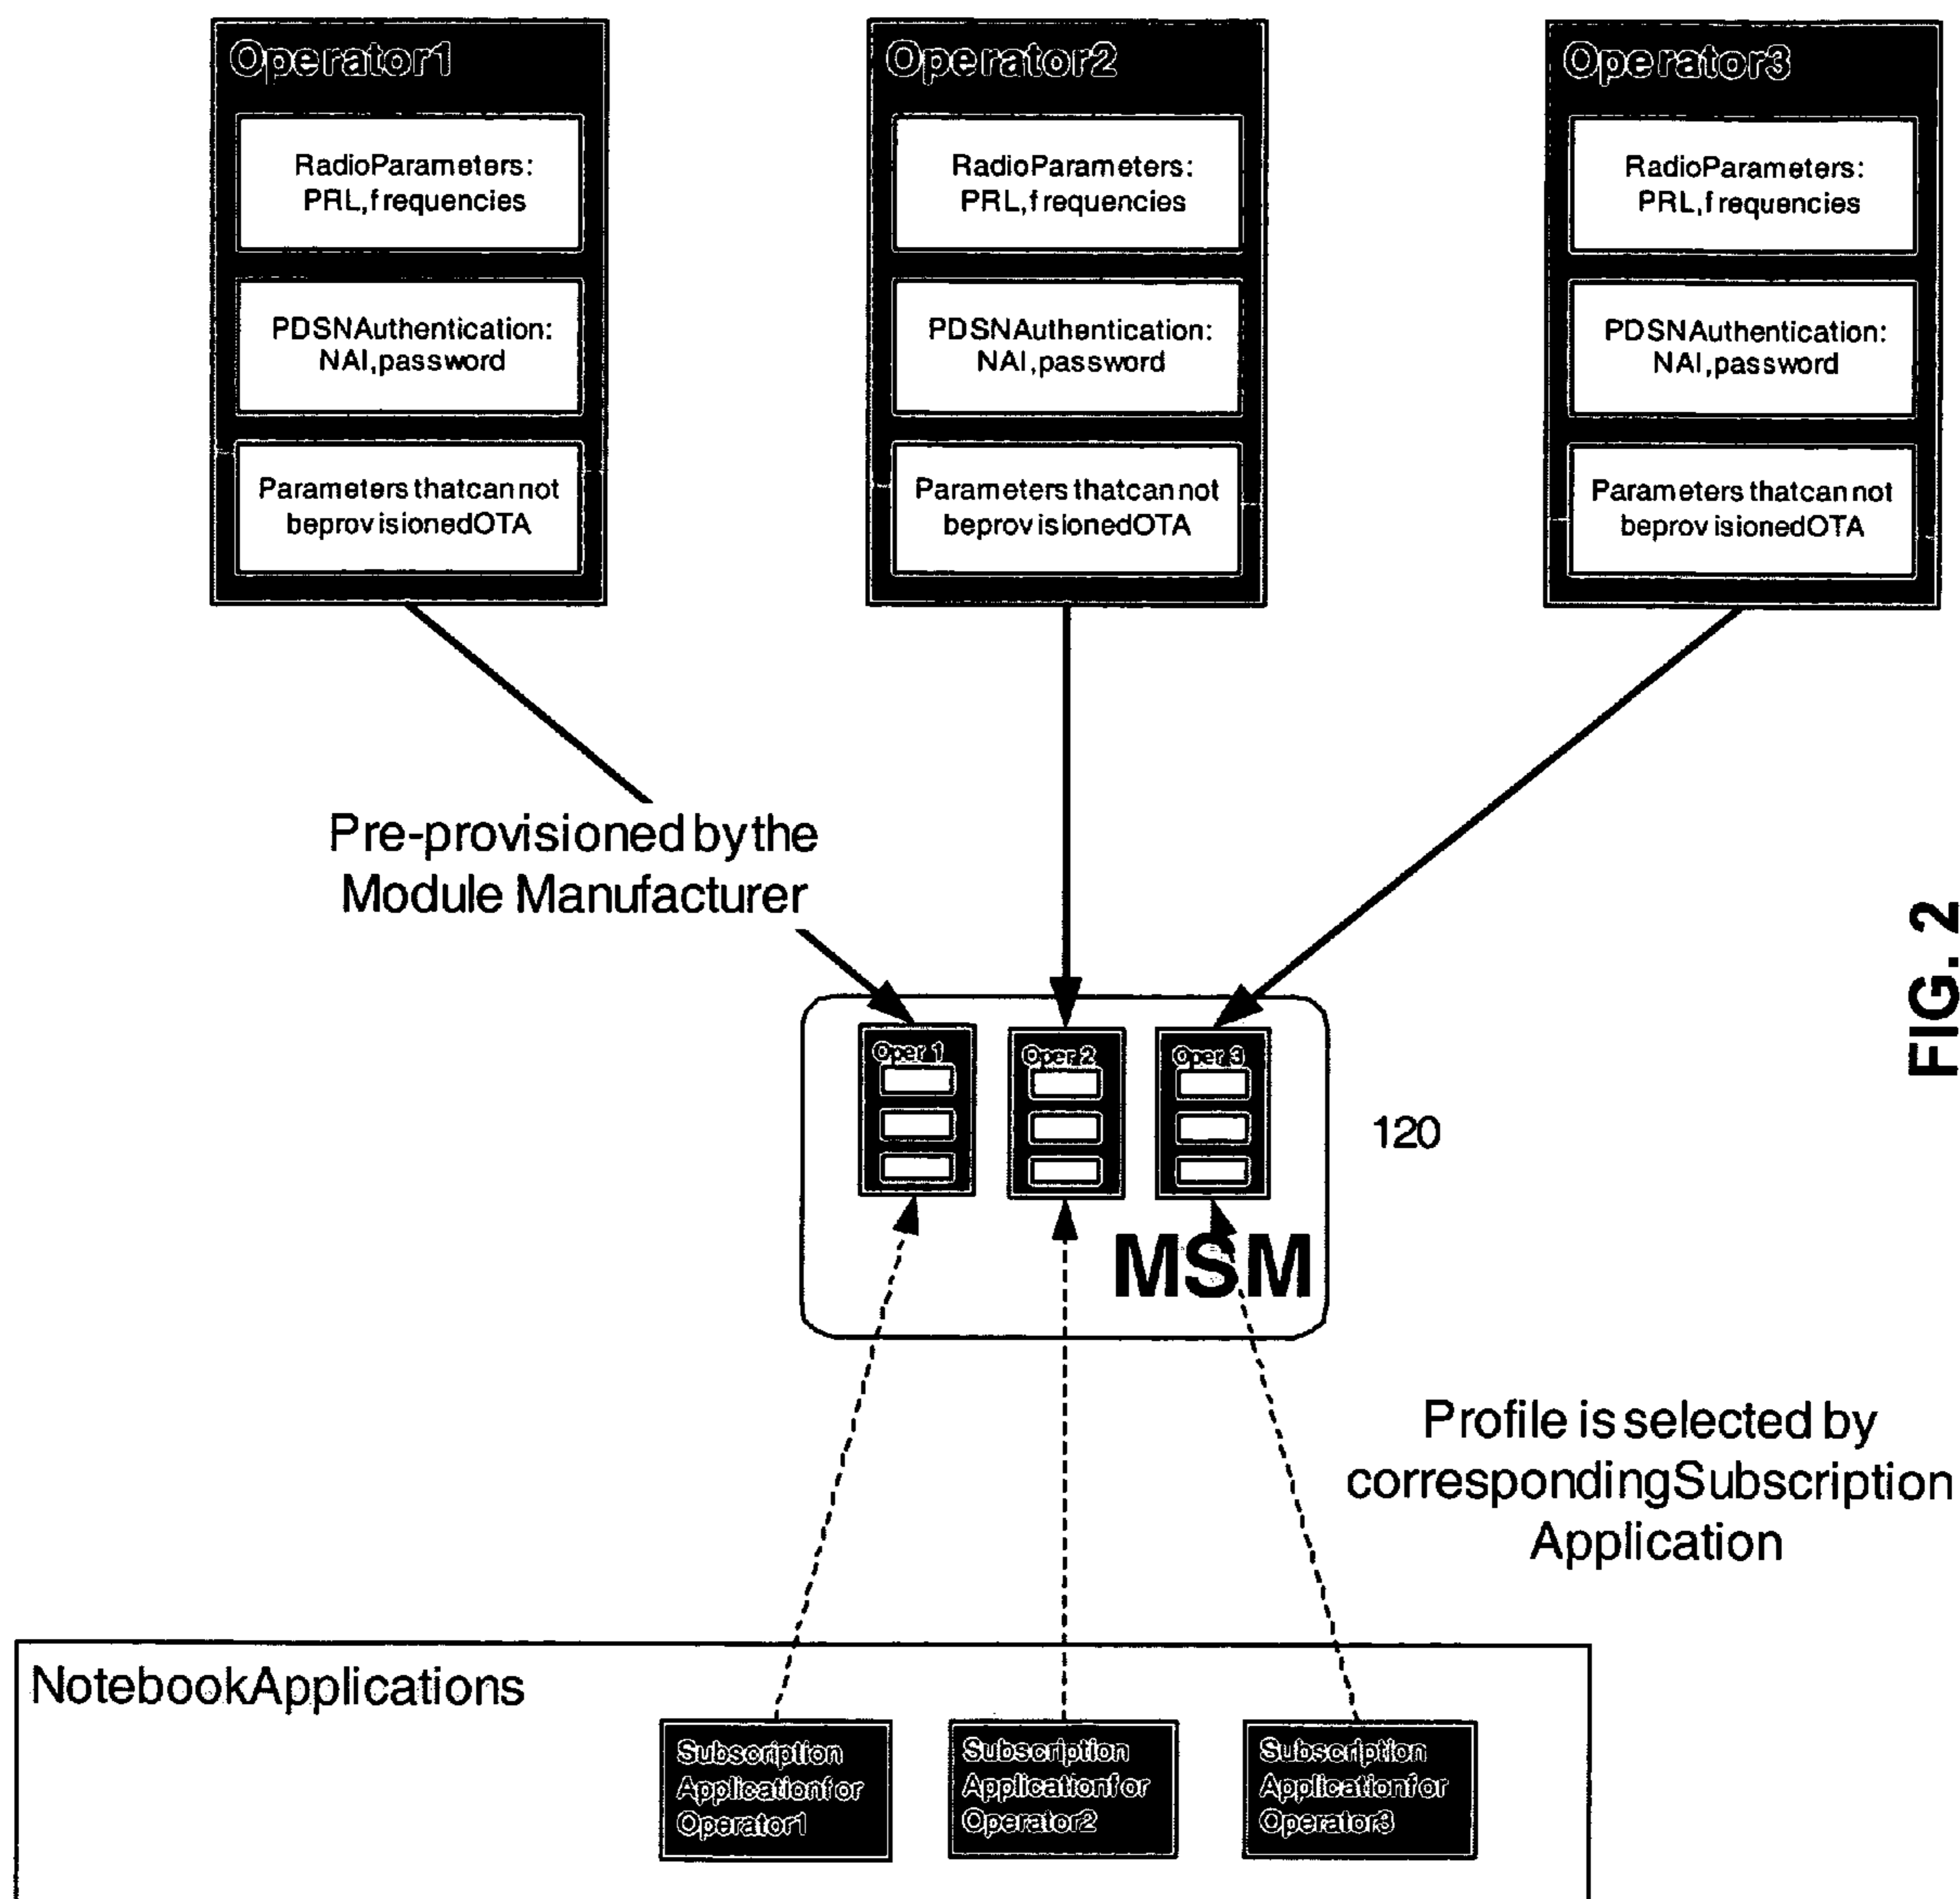 Operator1
RadioParameters:
PRL,frequencies
PDSNAuthentication:
NAI,password
Parameters thatcan not
beprovisionedOTA
Operator2
RadioParameters:
PRL,frequencies
PDSNAuthentication:
NAI,password
Parameters thatcan not
beprovisionedOTA
Operator3
RadioParameters:
PRL,frequencies
PDSNAuthentication:
NAI,password
Parameters thatcan not
beprovisionedOTA
Pre-provisioned bythe
Module Manufacturer
FIG. 2
Oper 1
Oper 2
Oper 3
120
MSM
Profile is selected by
correspondingSubscription
Application
NotebookApplications
Subscription
Applicationfor
Operator1
Subscription
Applicationfor
Operator2
Subscription
Applicationfor
Operator3